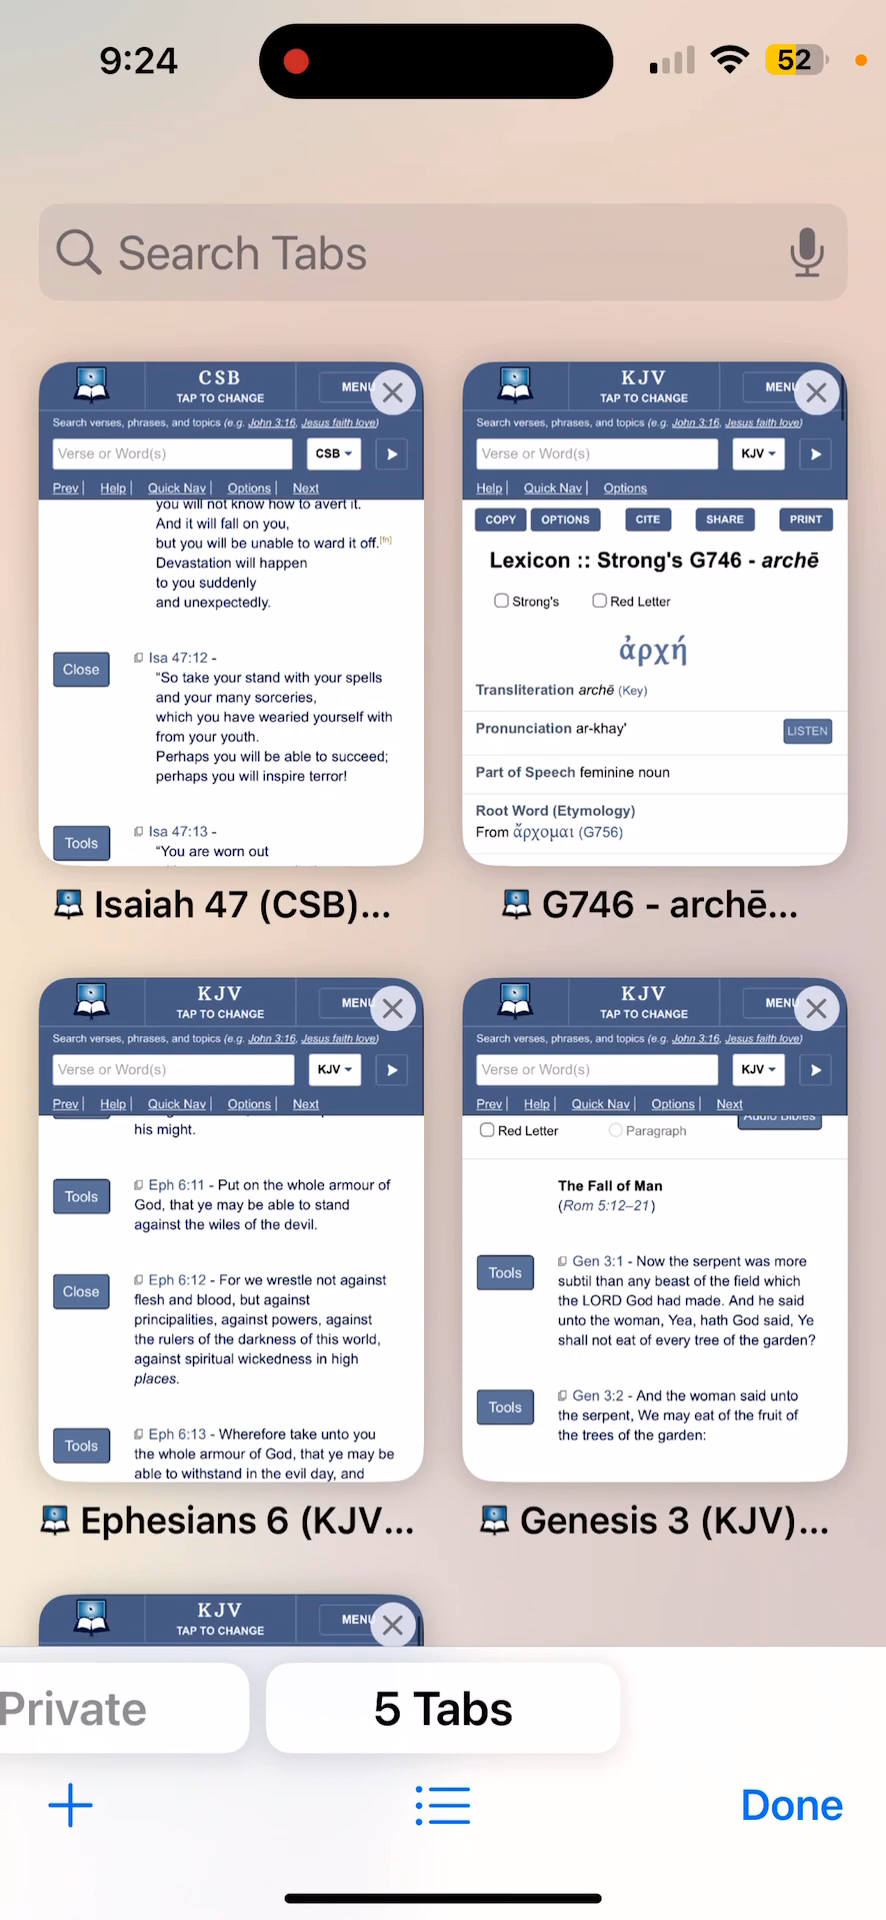 9:24
52
Search Tabs
CSB
TAP TO CHANGE
MENU
Search verses, phrases, and topics (e.g. John 3:16, Jesus faith love)
Verse or Word(s)
CSB
Prev | Help | Quick Nav | Options | Next
you will not know how to avert it.
And it will fall on you,
but you will be unable to ward it off.[fn]
Devastation will happen
to you suddenly
and unexpectedly.
Close
Isa 47:12 -
“So take your stand with your spells
and your many sorceries,
which you have wearied yourself with
from your youth.
Perhaps you will be able to succeed;
perhaps you will inspire terror!
Tools
Isa 47:13 -
“You are worn out
Isaiah 47 (CSB)...
KJV
TAP TO CHANGE
MENU
Search verses, phrases, and topics (e.g. John 3:16, Jesus faith love)
Verse or Word(s)
KJV
Help | Quick Nav | Options
COPY OPTIONS CITE SHARE PRINT
Lexicon :: Strong's G746 - archē
Strong's Red Letter
ἀρχή
Transliteration archē (Key)
Pronunciation ar-khay'
LISTEN
Part of Speech feminine noun
Root Word (Etymology)
From ἄρχομαι (G756)
G746 - archē...
KJV
TAP TO CHANGE
MENU
Search verses, phrases, and topics (e.g. John 3:16, Jesus faith love)
Verse or Word(s)
KJV
Prev | Help | Quick Nav | Options | Next
his might.
Tools
Eph 6:11 - Put on the whole armour of
God, that ye may be able to stand
against the wiles of the devil.
Close
Eph 6:12 - For we wrestle not against
flesh and blood, but against
principalities, against powers, against
the rulers of the darkness of this world,
against spiritual wickedness in high
places.
Tools
Eph 6:13 - Wherefore take unto you
the whole armour of God, that ye may be
able to withstand in the evil day, and
Ephesians 6 (KJV...
KJV
TAP TO CHANGE
MENU
Search verses, phrases, and topics (e.g. John 3:16, Jesus faith love)
Verse or Word(s)
KJV
Prev | Help | Quick Nav | Options | Next
Audio Bibles
Red Letter Paragraph
The Fall of Man
(Rom 5:12–21)
Tools
Gen 3:1 - Now the serpent was more
subtil than any beast of the field which
the LORD God had made. And he said
unto the woman, Yea, hath God said, Ye
shall not eat of every tree of the garden?
Tools
Gen 3:2 - And the woman said unto
the serpent, We may eat of the fruit of
the trees of the garden:
Genesis 3 (KJV)...
KJV
TAP TO CHANGE
MENU
Private
5 Tabs
Done